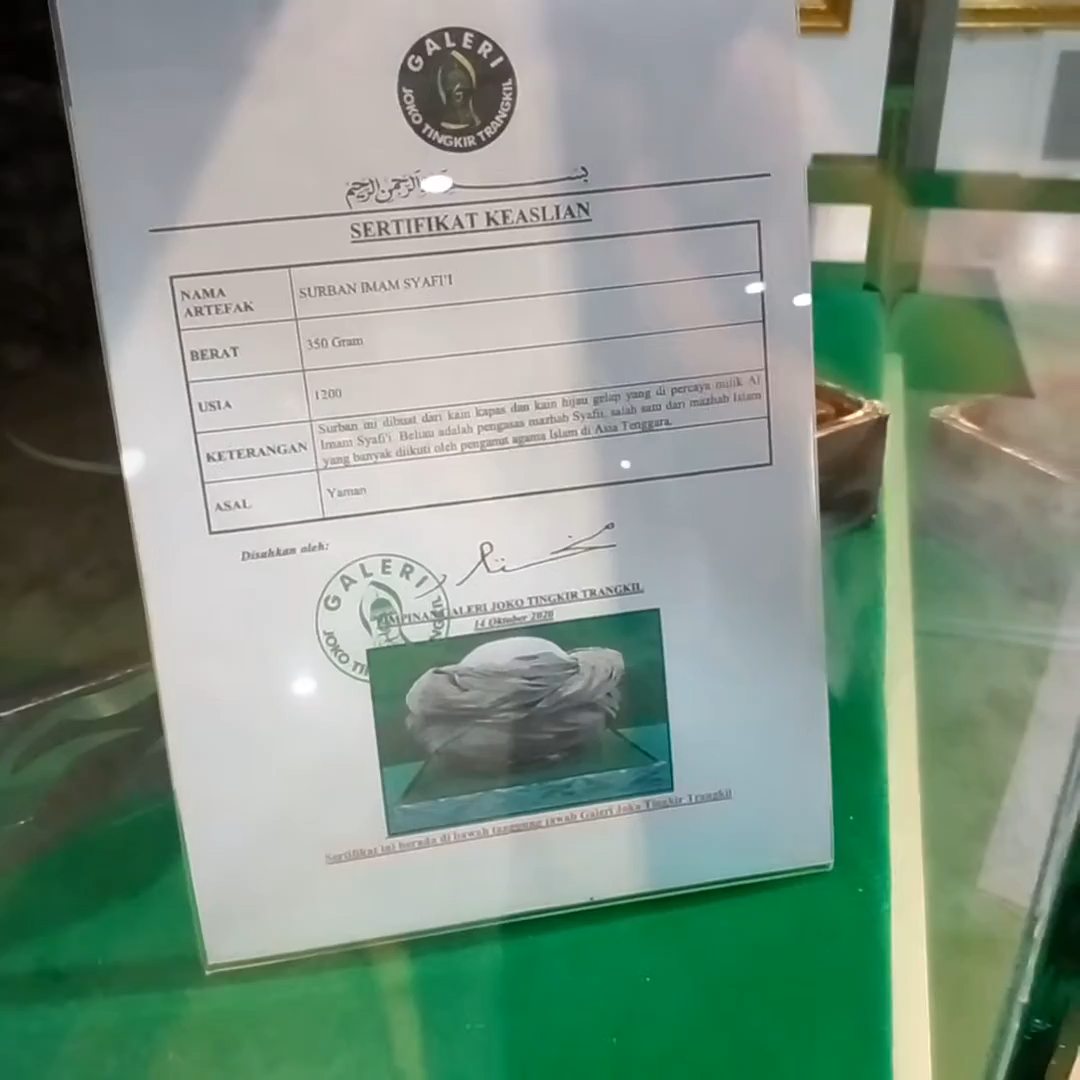 GALERI
JOKO TINGKIR TRANGKIL
SERTIFIKAT KEASLIAN
NAMA ARTEFAK
SURBAN IMAM SYAFI'I
BERAT
350 Gram
USIA
1200
KETERANGAN
Surban ini dibuat dari kain kapas dan kain hijau gelap yang di percaya milik Al
Imam Syafi'i. Beliau adalah pengasas mazhab Syafii, salah satu dari mazhab Islam
yang banyak diikuti oleh penganut agama Islam di Asia Tenggara.
ASAL
Yaman
Disahkan oleh:
GALERI
JOKO
GALERI JOKO TINGKIR TRANGKIL
14 Oktober 2020
Sertifikat ini berada di bawah tanggung jawab Galeri Joko Tingkir Trangkil